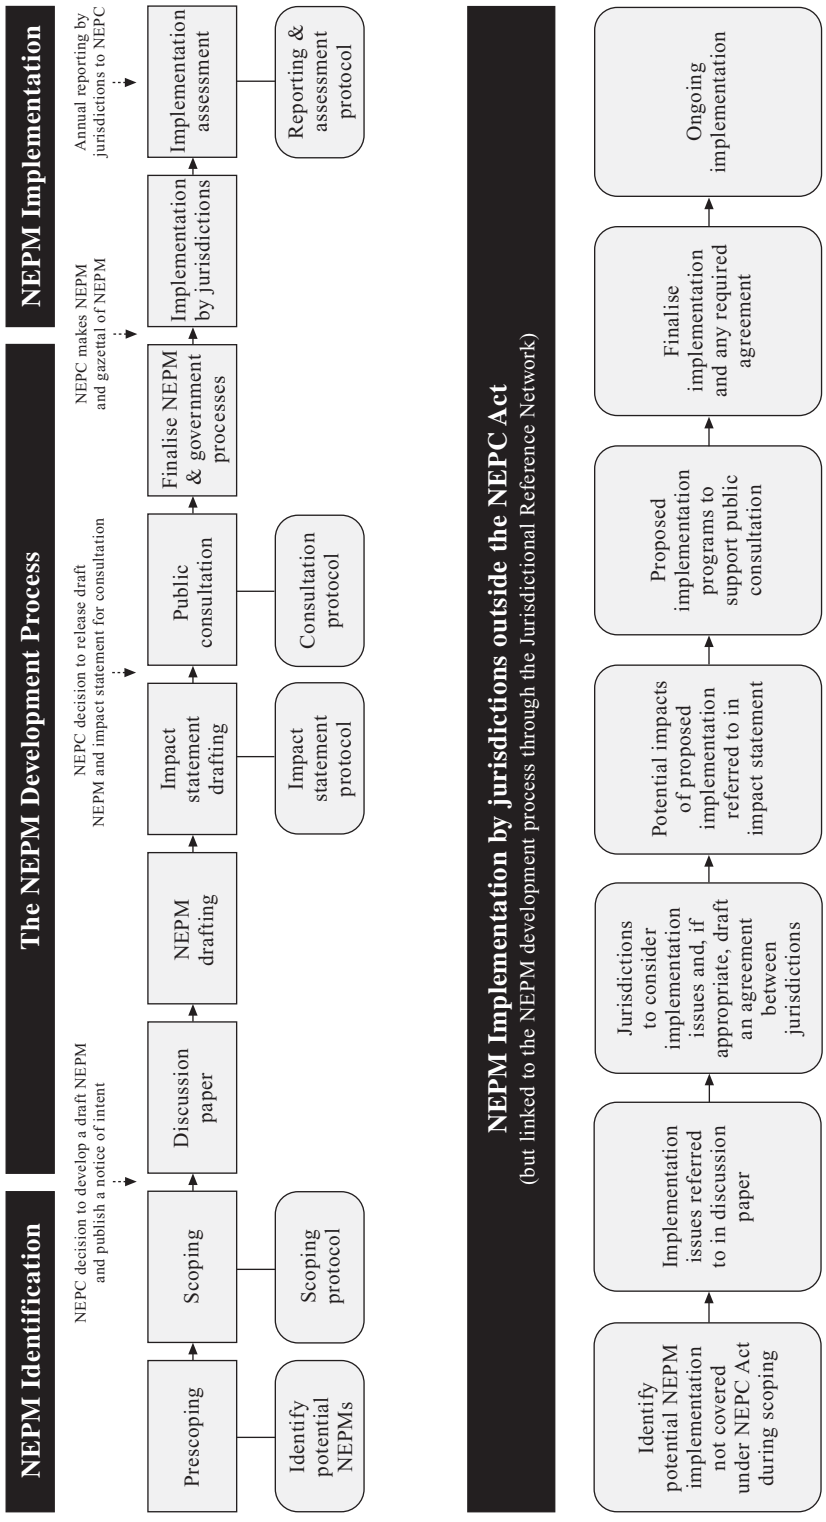 NEPM Identification
The NEPM Development Process
NEPM Implementation
NEPC decision to develop a draft NEPM
and publish a notice of intent
NEPC decision to release draft
NEPM and impact statement for consultation
NEPC makes NEPM
and gazettal of NEPM
Annual reporting by
jurisdictions to NEPC
Prescoping
Scoping
Discussion
paper
NEPM
drafting
Impact
statement
drafting
Public
consultation
Finalise NEPM
& government
processes
Implementation
by jurisdictions
Implementation
assessment
Identify
potential
NEPMs
Scoping
protocol
Impact
statement
protocol
Consultation
protocol
Reporting &
assessment
protocol
NEPM Implementation by jurisdictions outside the NEPC Act
(but linked to the NEPM development process through the Jurisdictional Reference Network)
Identify
potential NEPM
implementation
not covered
under NEPC Act
during scoping
Implementation
issues referred
to in discussion
paper
Jurisdictions
to consider
implementation
issues and, if
appropriate, draft
an agreement
between
jurisdictions
Potential impacts
of proposed
implementation
referred to in
impact statement
Proposed
implementation
programs to
support public
consultation
Finalise
implementation
and any required
agreement
Ongoing
implementation